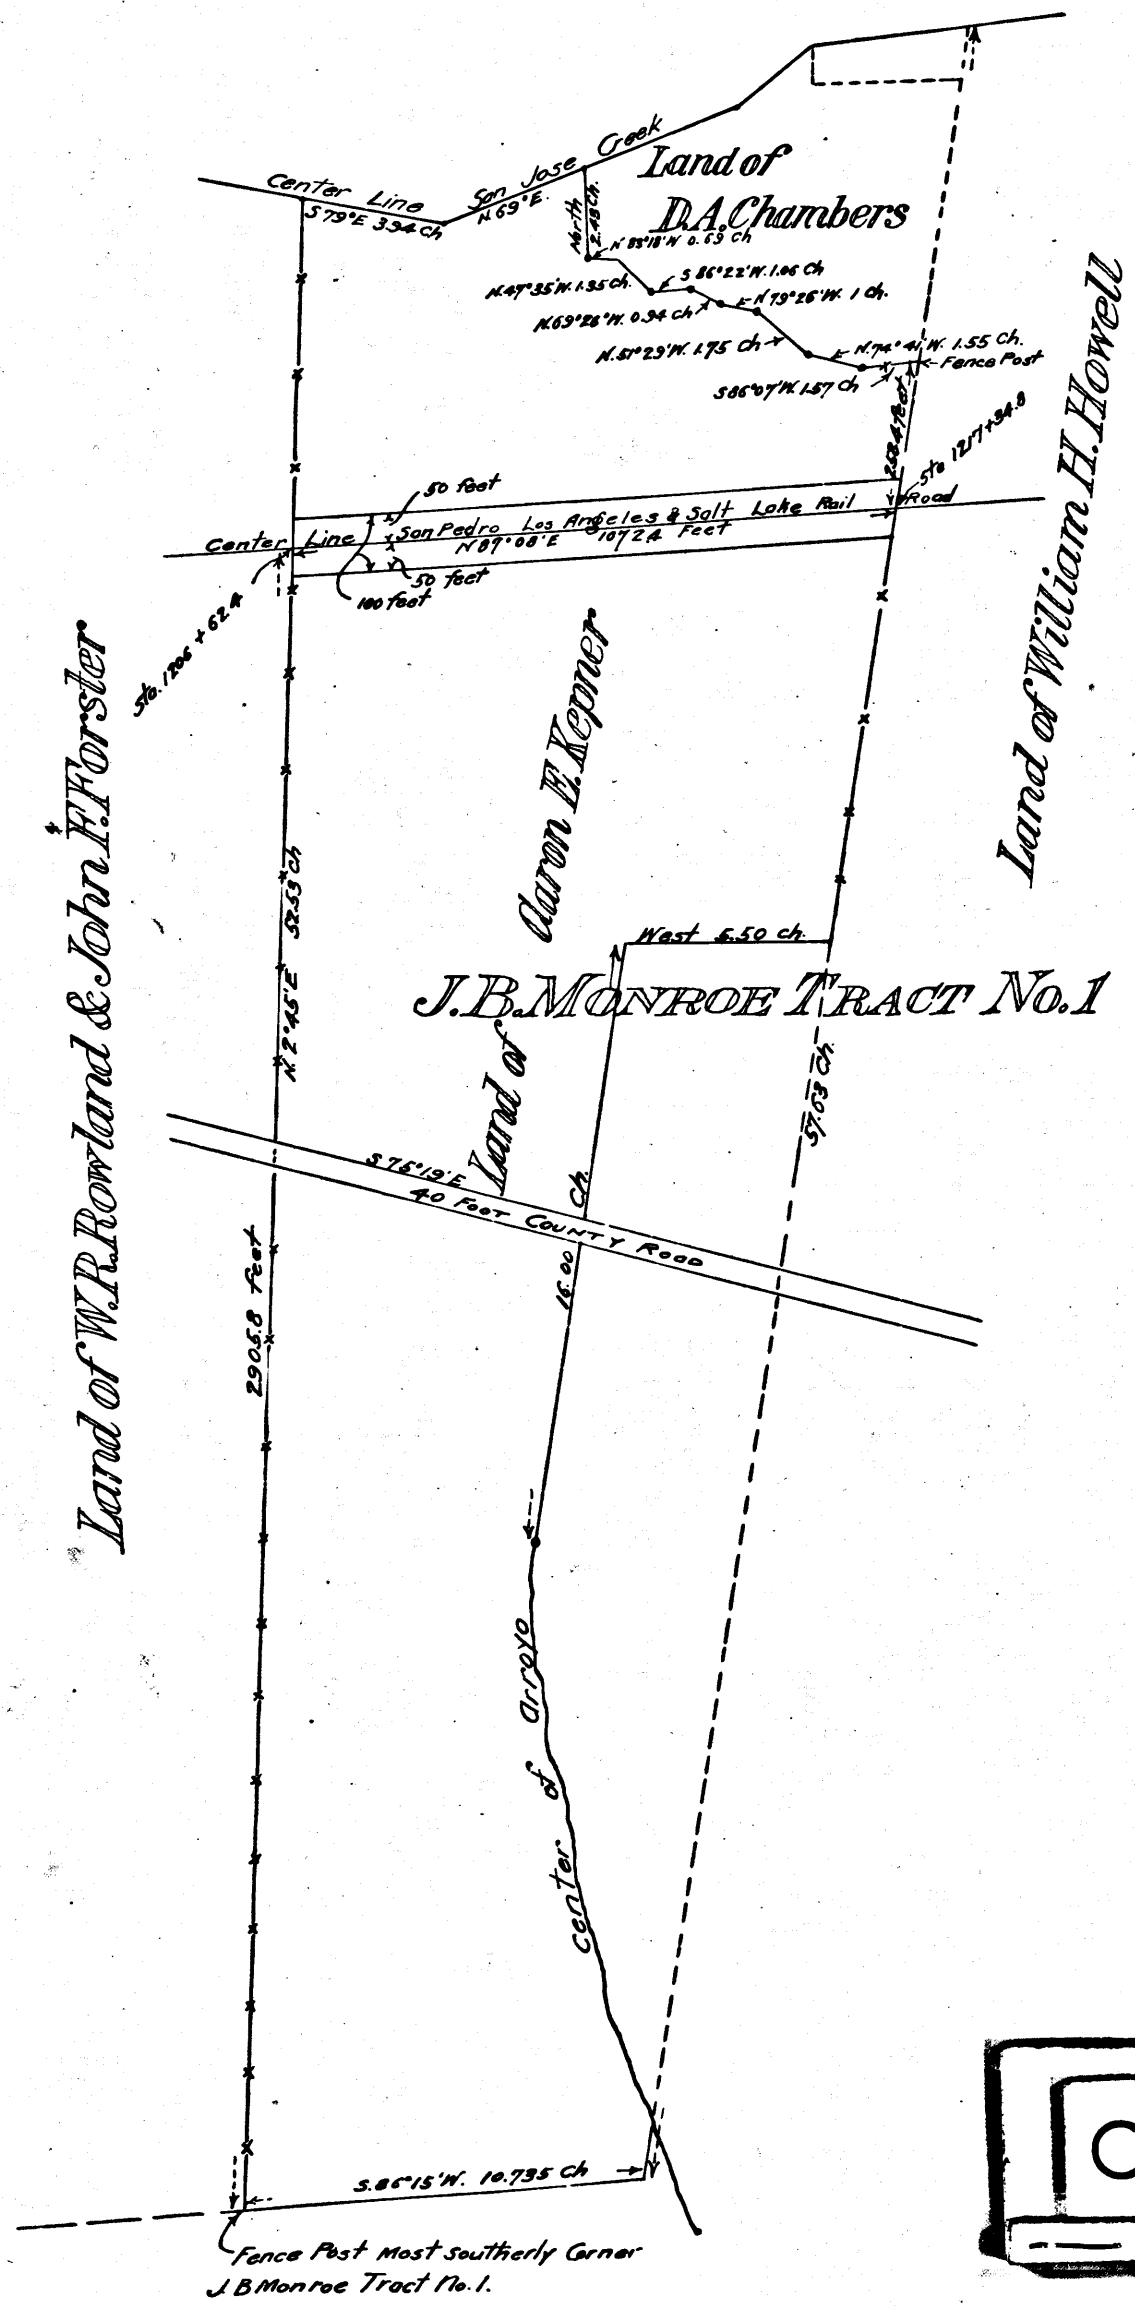 Center Line
San Jose Creek
S 79°E 3.94 ch
N. 69° E.
North
2.48 Ch.
Land of
D.A. Chambers
N 83°18'W 0.69 Ch
S 86°22'W. 1.06 Ch
N. 47°35'W. 1.35 Ch.
N 79°26'W. 1 Ch.
N. 69°26'W. 0.94 Ch
N. 51°29'W. 1.75 Ch
N. 74°41'W. 1.55 Ch.
Fence Post
S 86°07'W. 1.57 Ch
258.4 feet
Sta 1217+34.8
Land of William H. Howell
50 feet
Center Line San Pedro Los Angeles & Salt Lake Rail Road
N 87°08'E 1072.4 Feet
50 feet
100 feet
Sta. 1206 + 62.4
Land of W.R. Rowland & John F. Forster
Land of Aaron E. Kepner
52.53 Ch
N. 2°45'E
West 5.50 ch.
J.B. Monroe Tract No. 1
57.63 Ch.
S 75°19'E
40 Foot County Road
16.00 Ch.
2905.8 feet
Center of Arroyo
S. 86°15'W. 10.735 Ch
Fence Post Most Southerly Corner
J.B Monroe Tract No. 1.